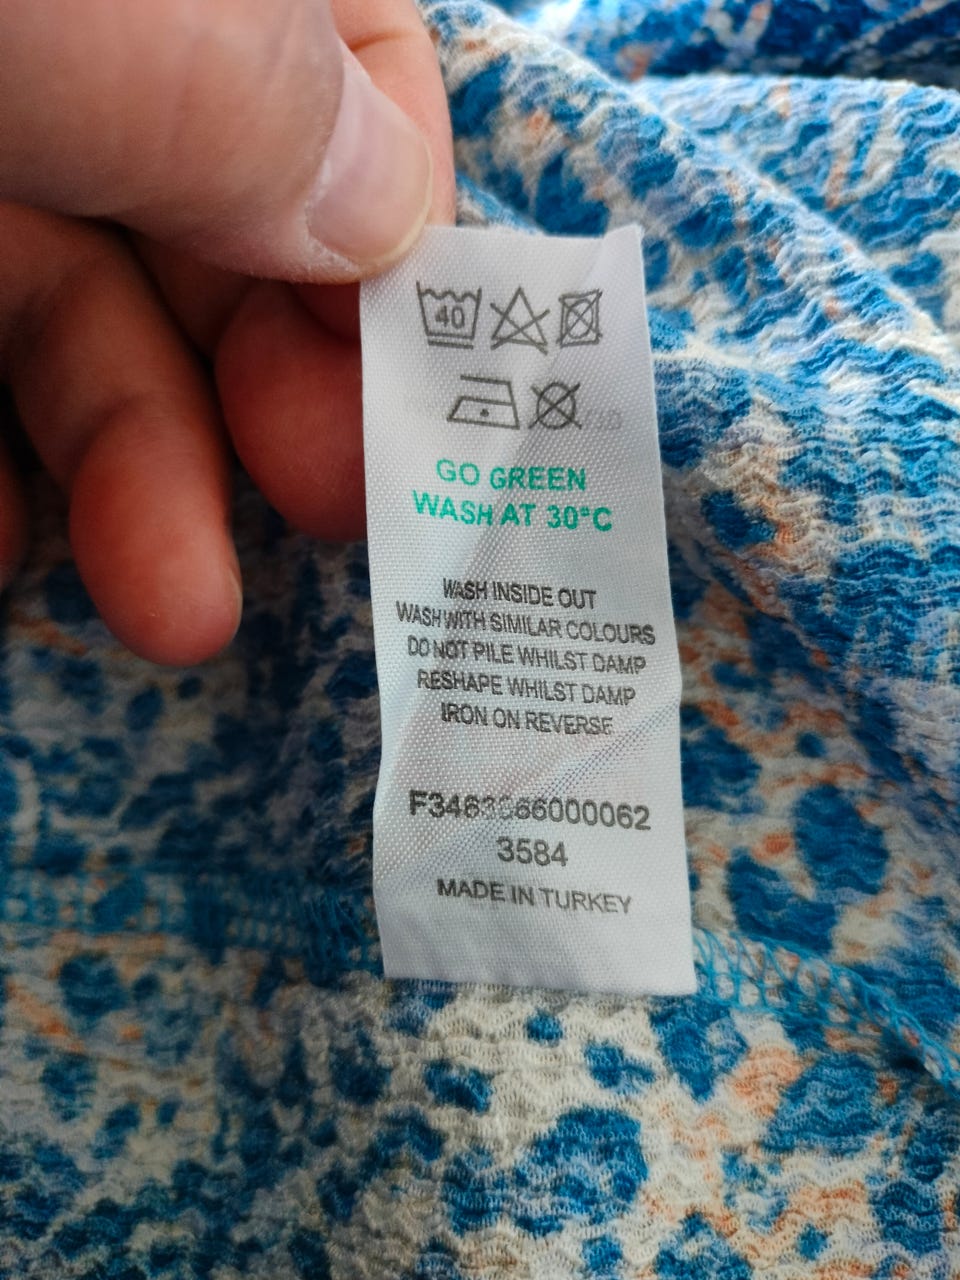 40
GO GREEN
WASH AT 30°C
WASH INSIDE OUT
WASH WITH SIMILAR COLOURS
DO NOT PILE WHILST DAMP
RESHAPE WHILST DAMP
IRON ON REVERSE
3584
MADE IN TURKEY